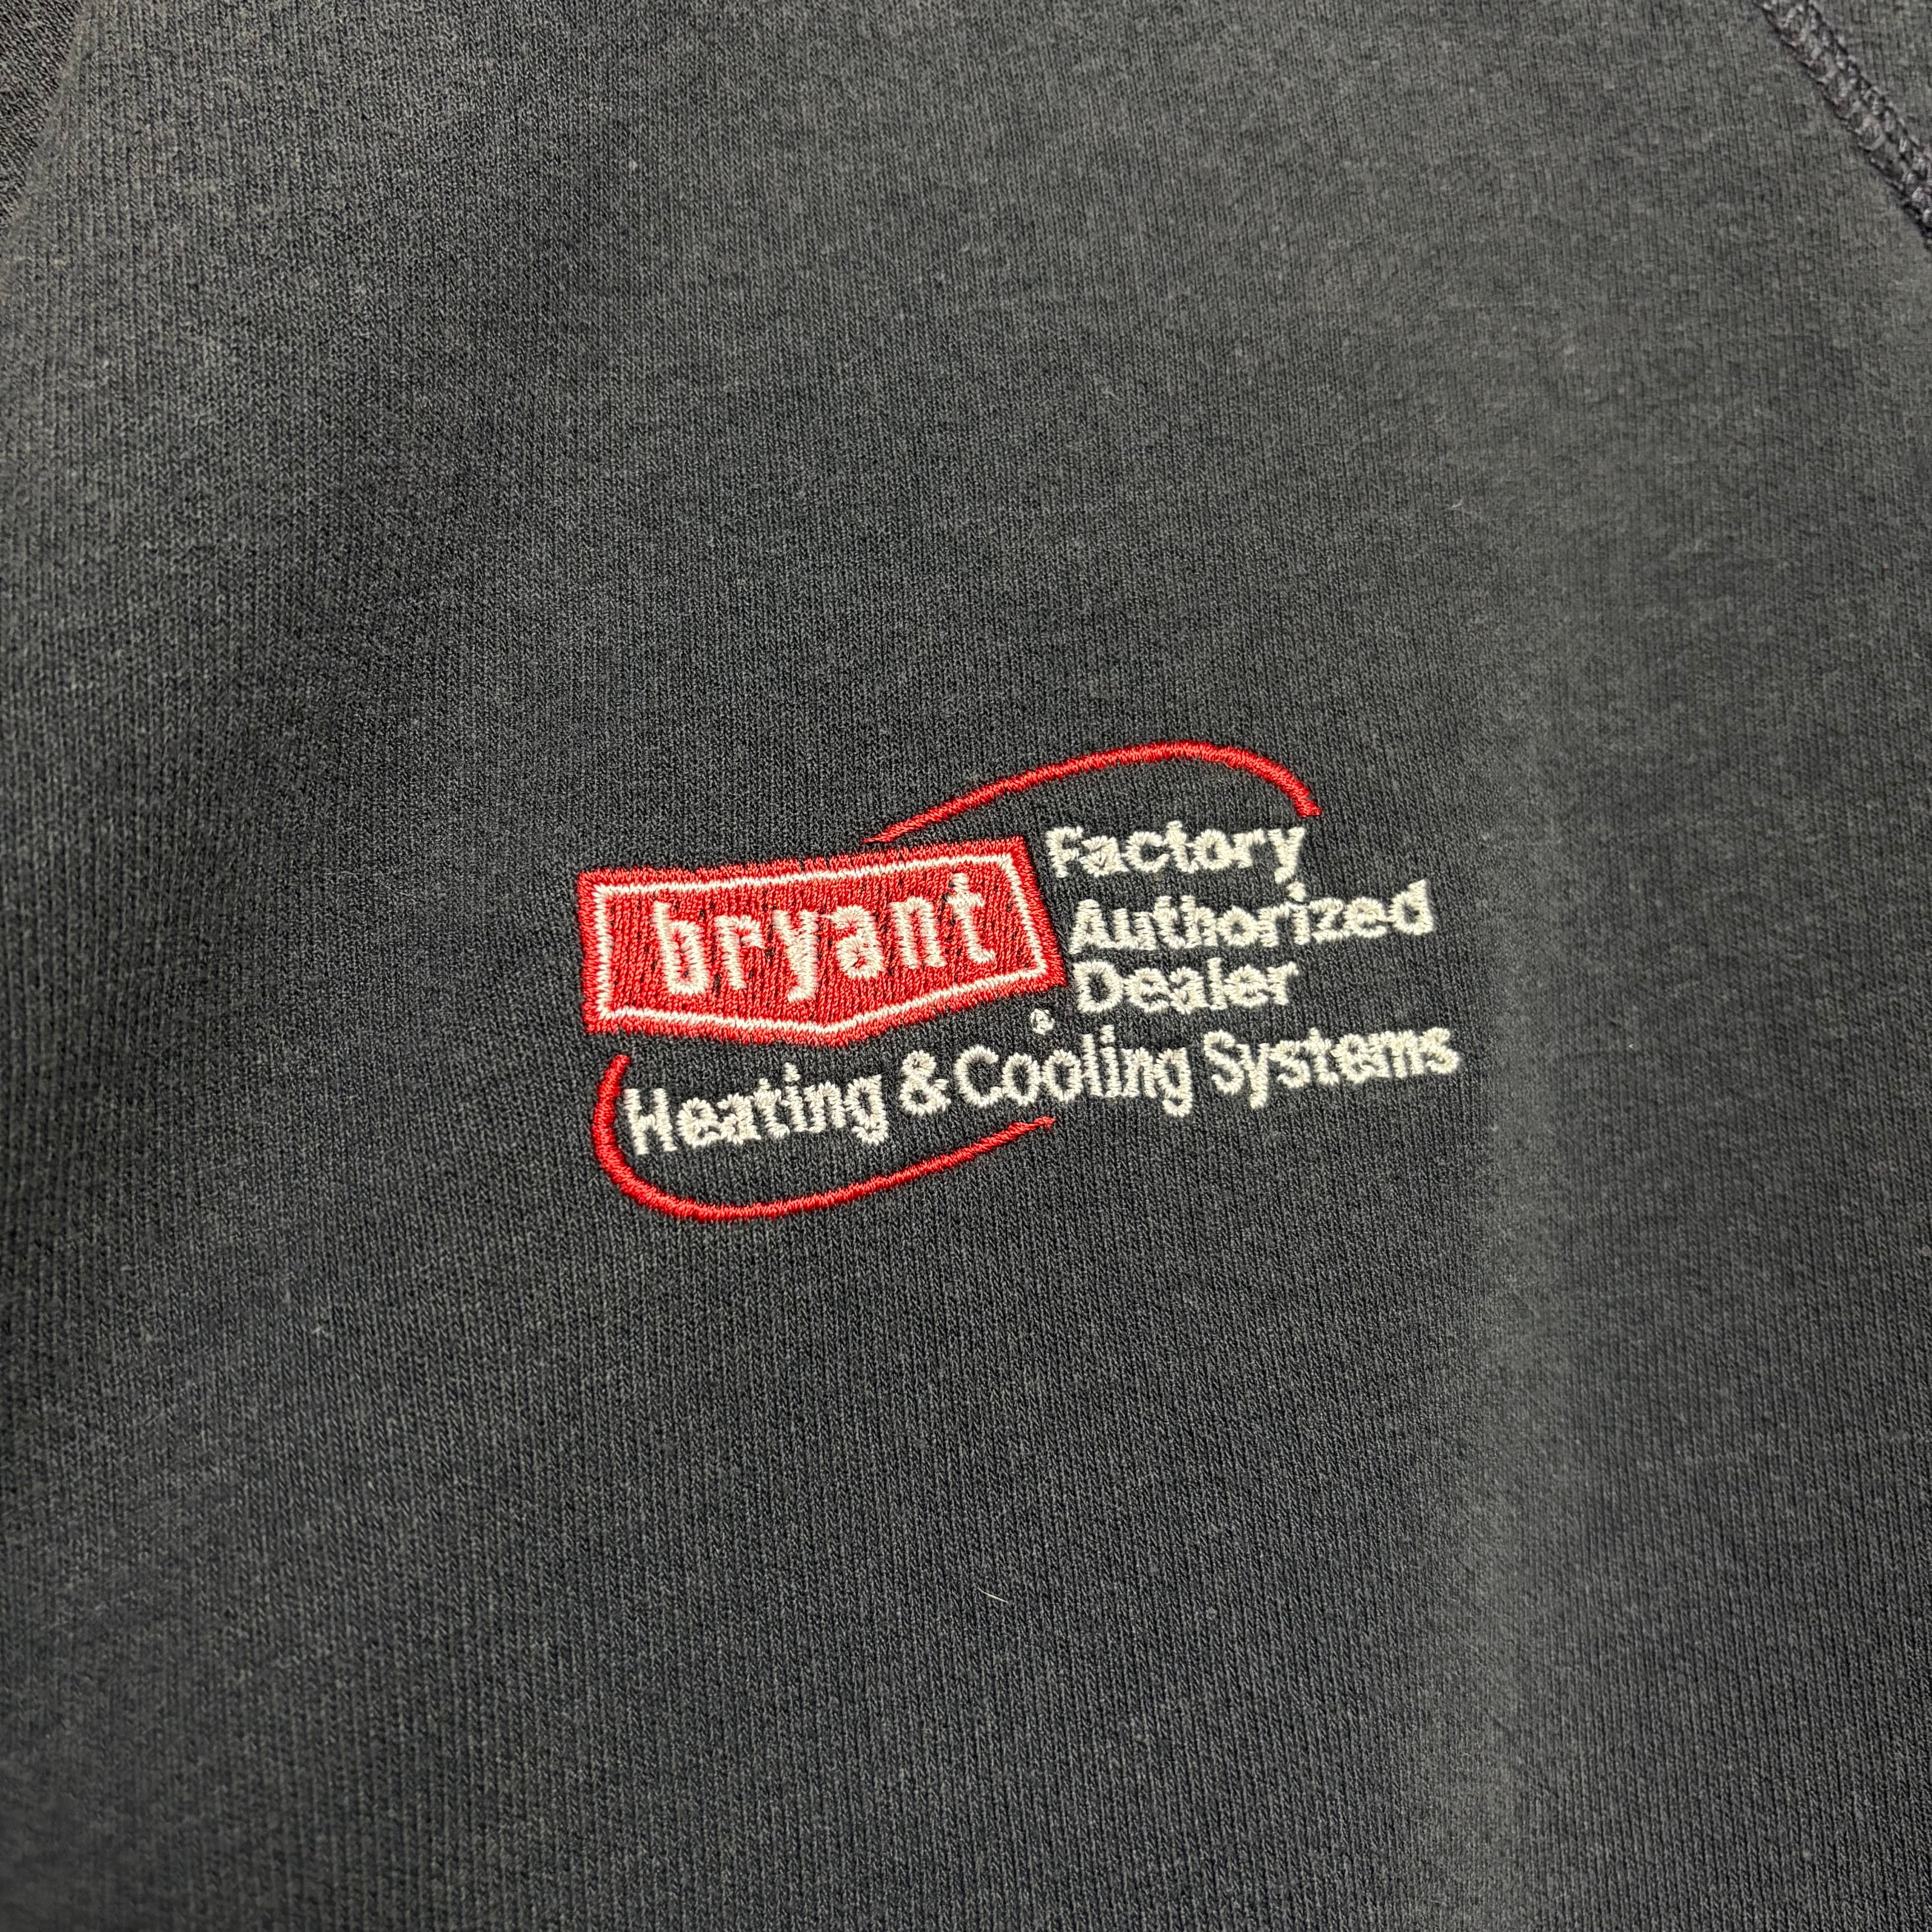 bryant
Factory
Authorized
Dealer
®
Heating & Cooling Systems